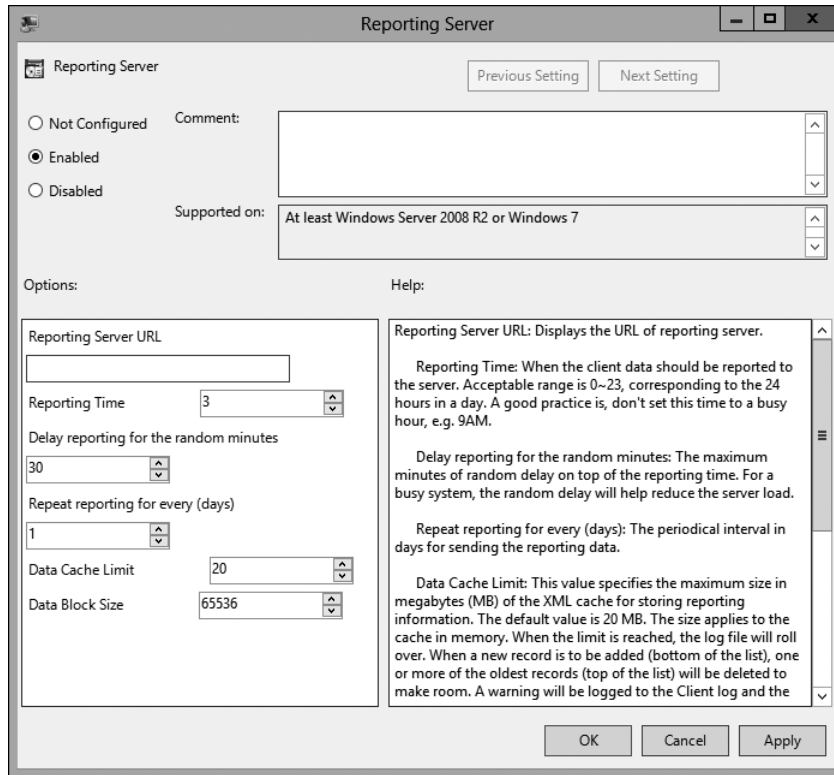 Reporting Server
Reporting Server
Previous Setting
Next Setting
Not Configured
Comment:
Enabled
Disabled
Supported on:
At least Windows Server 2008 R2 or Windows 7
Options:
Help:
Reporting Server URL
Reporting Time
3
Delay reporting for the random minutes
30
Repeat reporting for every (days)
1
Data Cache Limit
20
Data Block Size
65536
Reporting Server URL: Displays the URL of reporting server.
Reporting Time: When the client data should be reported to
the server. Acceptable range is 0~23, corresponding to the 24
hours in a day. A good practice is, don't set this time to a busy
hour, e.g. 9AM.
Delay reporting for the random minutes: The maximum
minutes of random delay on top of the reporting time. For a
busy system, the random delay will help reduce the server load.
Repeat reporting for every (days): The periodical interval in
days for sending the reporting data.
Data Cache Limit: This value specifies the maximum size in
megabytes (MB) of the XML cache for storing reporting
information. The default value is 20 MB. The size applies to the
cache in memory. When the limit is reached, the log file will roll
over. When a new record is to be added (bottom of the list), one
or more of the oldest records (top of the list) will be deleted to
make room. A warning will be logged to the Client log and the
OK
Cancel
Apply